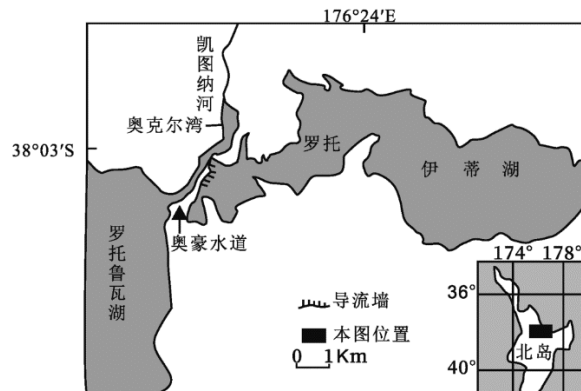 176°24′E
凯图纳河
奥克尔湾
38°03′S
罗托
伊蒂湖
奥豪水道
罗托鲁瓦湖
导流墙
本图位置
0 1Km
174° 178°
36°
北岛
40°